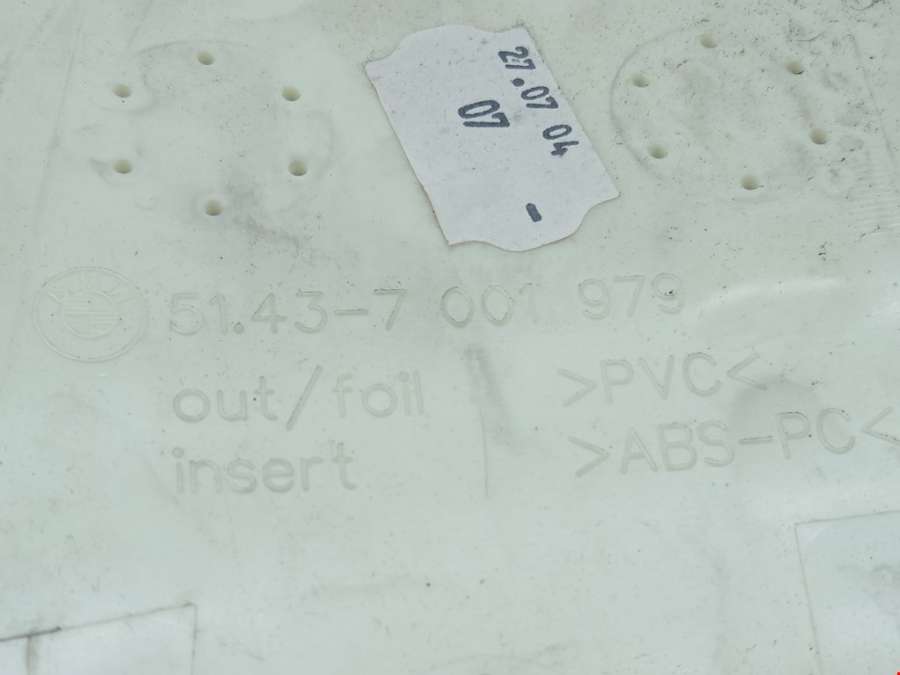 27.07 04
07
-
51.43-7 001 979
out/foil >PVC<
insert >ABS-PC<